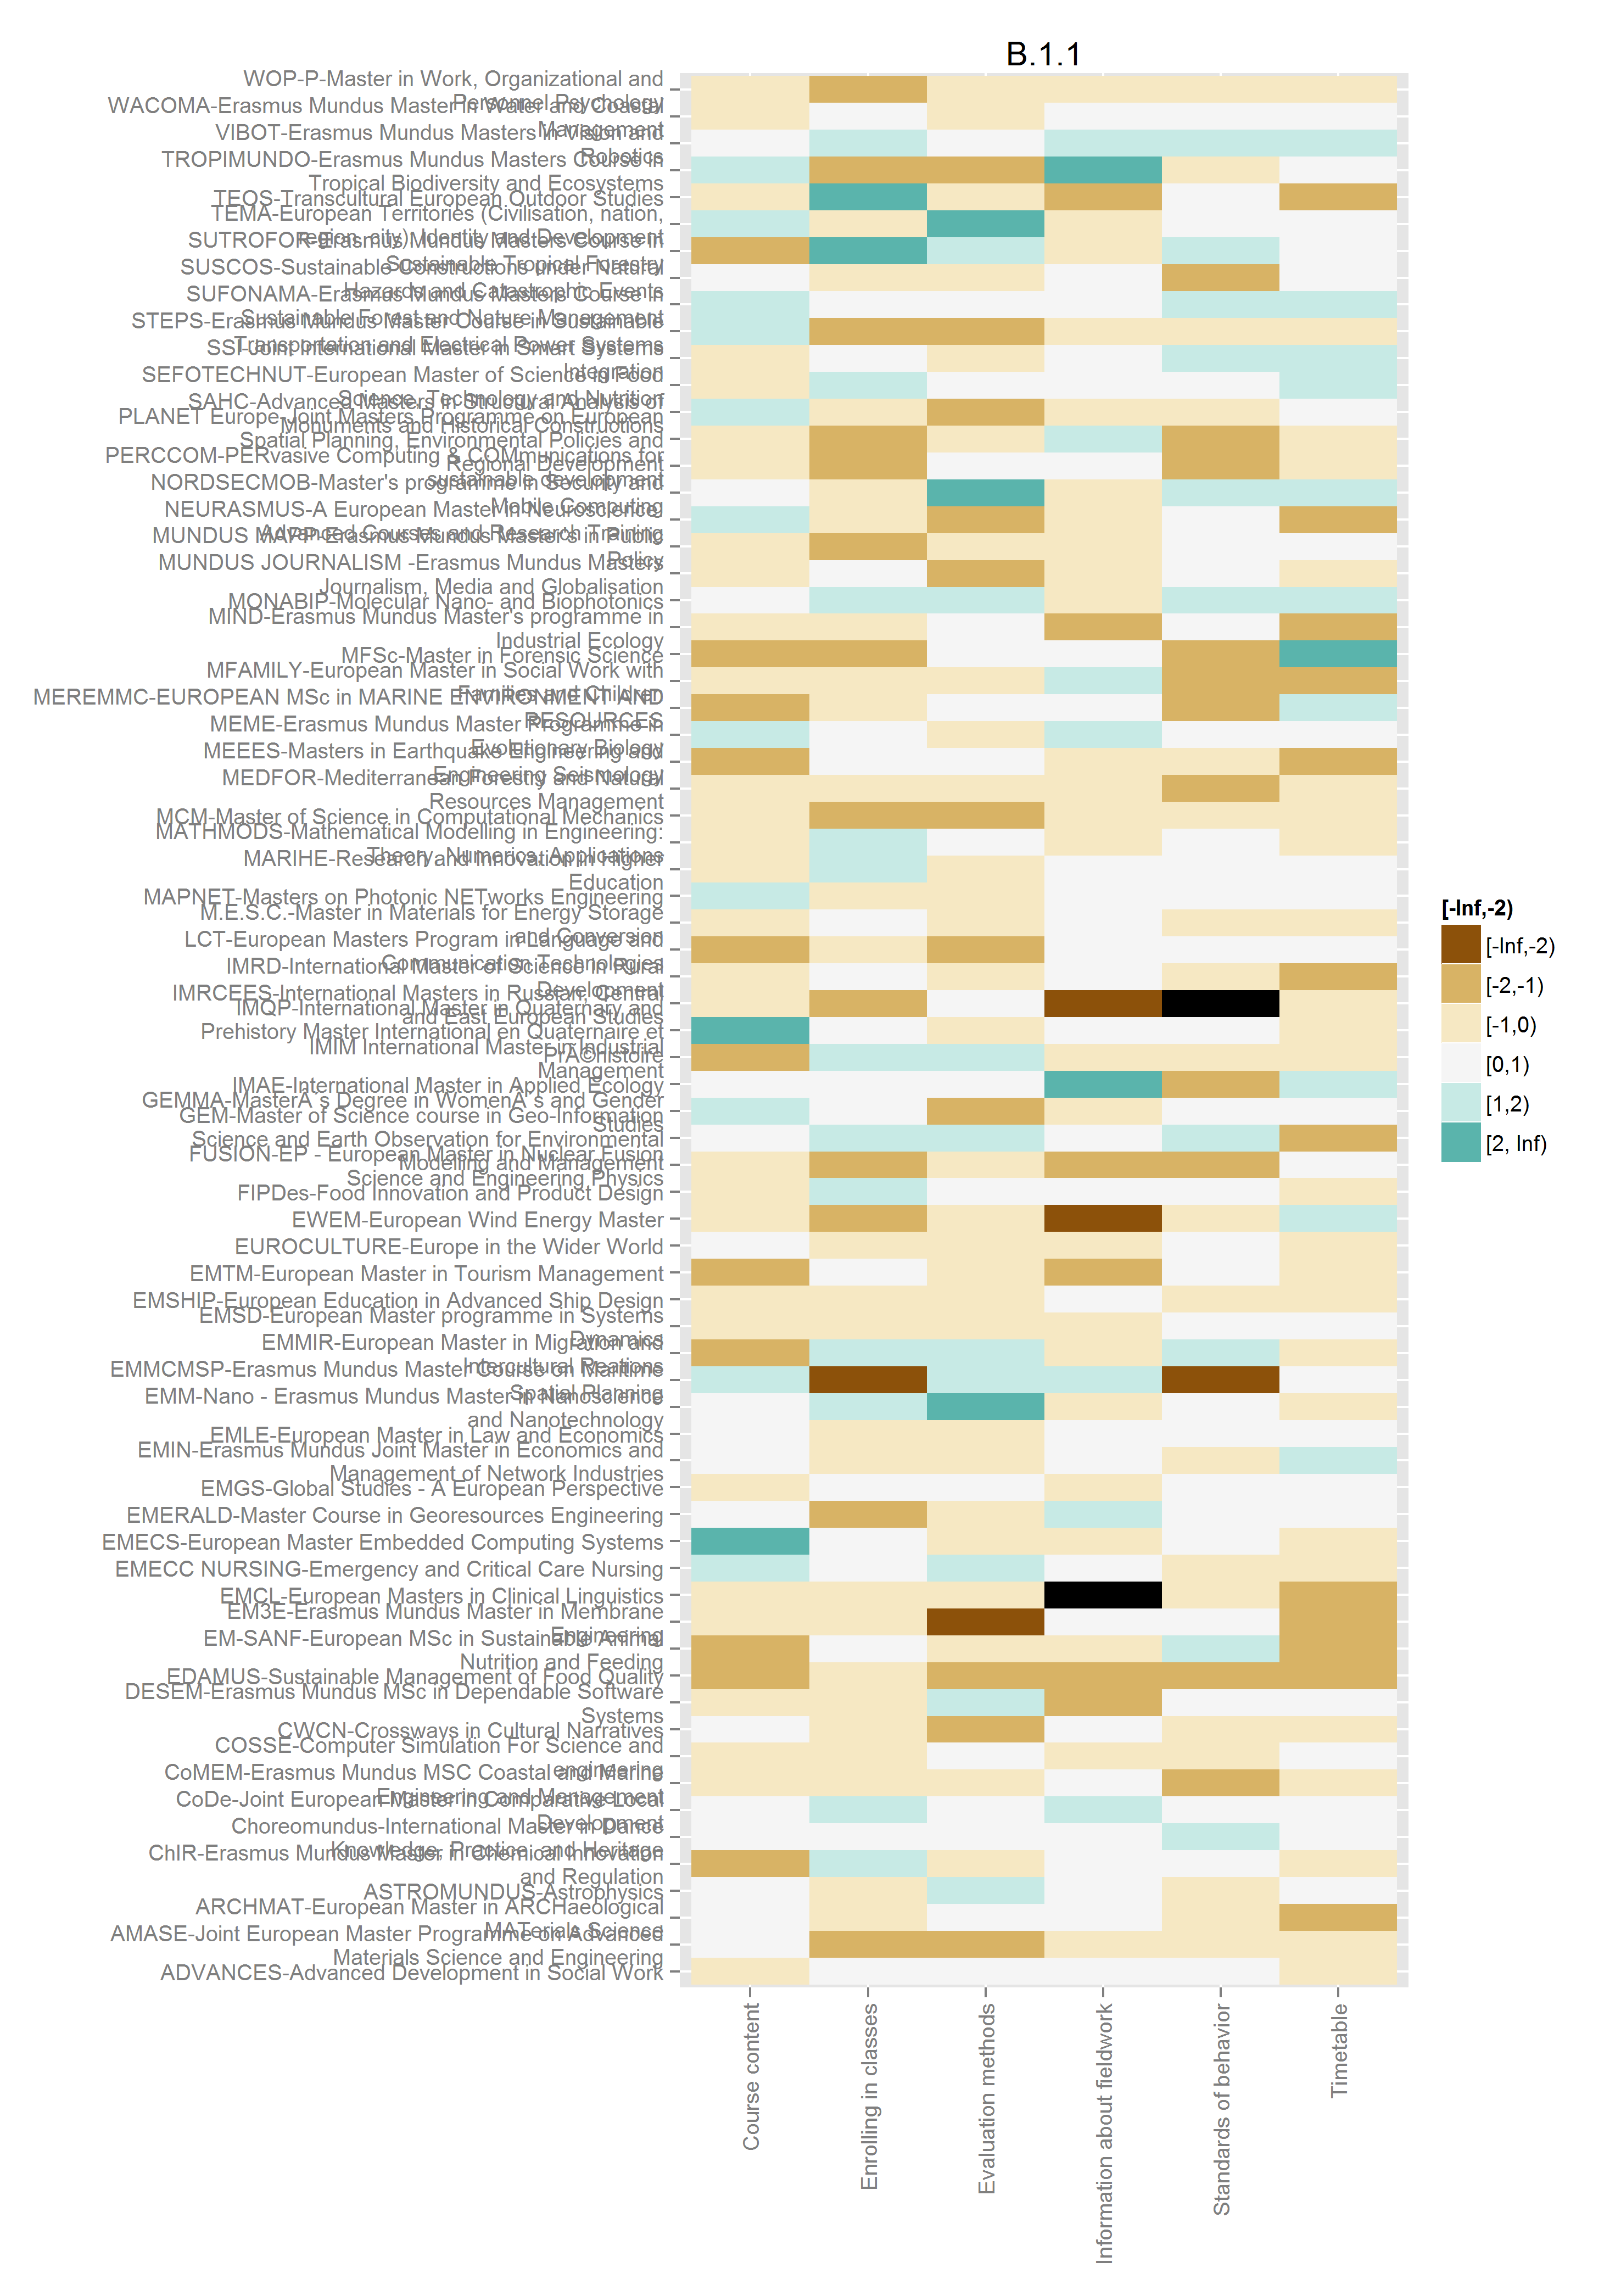 B.1.1
WOP-P-Master in Work, Organizational and
Personnel Psychology
WACOMA-Erasmus Mundus Master in Water and Coastal
Management
VIBOT-Erasmus Mundus Masters in Vision and
Robotics
TROPIMUNDO-Erasmus Mundus Masters Course in
Tropical Biodiversity and Ecosystems
TEOS-Transcultural European Outdoor Studies
TEMA-European Territories (Civilisation, nation,
region, city), Identity and Development
SUTROFOR-Erasmus Mundus Masters Course in
Sustainable Tropical Forestry
SUSCOS-Sustainable Constructions under Natural
Hazards and Catastrophic Events
SUFONAMA-Erasmus Mundus Masters Course in
Sustainable Forest and Nature Management
STEPS-Erasmus Mundus Master Course in Sustainable
Transportation and Electrical Power Systems
SSI-Joint International Master in Smart Systems
Integration
SEFOTECHNUT-European Master of Science in Food
Science, Technology and Nutrition
SAHC-Advanced Masters in Structural Analysis of
Monuments and Historical Constructions
PLANET Europe-Joint Masters Programme on European
Spatial Planning, Environmental Policies and
Regional Development
PERCCOM-PERvasive Computing & COMmunications for
sustainable development
NORDSECMOB-Master's programme in Security and
Mobile Computing
NEURASMUS-A European Master in Neuroscience:
Advanced Courses and Research Training
MUNDUS MAPP-Erasmus Mundus Master's in Public
Policy
MUNDUS JOURNALISM -Erasmus Mundus Masters
Journalism, Media and Globalisation
MONABIP-Molecular Nano- and Biophotonics
MIND-Erasmus Mundus Master's programme in
Industrial Ecology
MFSc-Master in Forensic Science
MFAMILY-European Master in Social Work with
Families and Children
MEREMMC-EUROPEAN MSc in MARINE ENVIRONMENT AND
RESOURCES
MEME-Erasmus Mundus Master Programme in
Evolutionary Biology
MEEES-Masters in Earthquake Engineering and
Engineering Seismology
MEDFOR-Mediterranean Forestry and Natural
Resources Management
MCM-Master of Science in Computational Mechanics
MATHMODS-Mathematical Modelling in Engineering:
Theory, Numerics, Applications
MARIHE-Research and Innovation in Higher
Education
MAPNET-Masters on Photonic NETworks Engineering
M.E.S.C.-Master in Materials for Energy Storage
and Conversion
LCT-European Masters Program in Language and
Communication Technologies
IMRD-International Master of Science in Rural
Development
IMRCEES-International Masters in Russian, Central
and East European Studies
IMQP-International Master in Quaternary and
Prehistory Master International en Quaternaire et
PrÃ©histoire
IMIM International Master in Industrial
Management
IMAE-International Master in Applied Ecology
GEMMA-MasterÂ´s Degree in WomenÂ´s and Gender
Studies
GEM-Master of Science course in Geo-Information
Science and Earth Observation for Environmental
Modelling and Management
FUSION-EP - European Master in Nuclear Fusion
Science and Engineering Physics
FIPDes-Food Innovation and Product Design
EWEM-European Wind Energy Master
EUROCULTURE-Europe in the Wider World
EMTM-European Master in Tourism Management
EMSHIP-European Education in Advanced Ship Design
EMSD-European Master programme in Systems
Dynamics
EMMIR-European Master in Migration and
Intercultural Reations
EMMCMSP-Erasmus Mundus Master Course on Maritime
Spatial Planning
EMM-Nano - Erasmus Mundus Master in Nanoscience
and Nanotechnology
EMLE-European Master in Law and Economics
EMIN-Erasmus Mundus Joint Master in Economics and
Management of Network Industries
EMGS-Global Studies - A European Perspective
EMERALD-Master Course in Georesources Engineering
EMECS-European Master Embedded Computing Systems
EMECC NURSING-Emergency and Critical Care Nursing
EMCL-European Masters in Clinical Linguistics
EM3E-Erasmus Mundus Master in Membrane
Engineering
EM-SANF-European MSc in Sustainable Animal
Nutrition and Feeding
EDAMUS-Sustainable Management of Food Quality
DESEM-Erasmus Mundus MSc in Dependable Software
Systems
CWCN-Crossways in Cultural Narratives
COSSE-Computer Simulation For Science and
engineering
CoMEM-Erasmus Mundus MSC Coastal and Marine
Engineering and Management
CoDe-Joint European Master in Comparative Local
Development
Choreomundus-International Master in Dance
Knowledge, Practice, and Heritage
ChIR-Erasmus Mundus Master in Chemical Innovation
and Regulation
ASTROMUNDUS-Astrophysics
ARCHMAT-European Master in ARCHaeological
MATerials Science
AMASE-Joint European Master Programme on Advanced
Materials Science and Engineering
ADVANCES-Advanced Development in Social Work
Course content
Enrolling in classes
Evaluation methods
Information about fieldwork
Standards of behavior
Timetable
[-Inf,-2)
[-Inf,-2)
[-2,-1)
[-1,0)
[0,1)
[1,2)
[2, Inf)